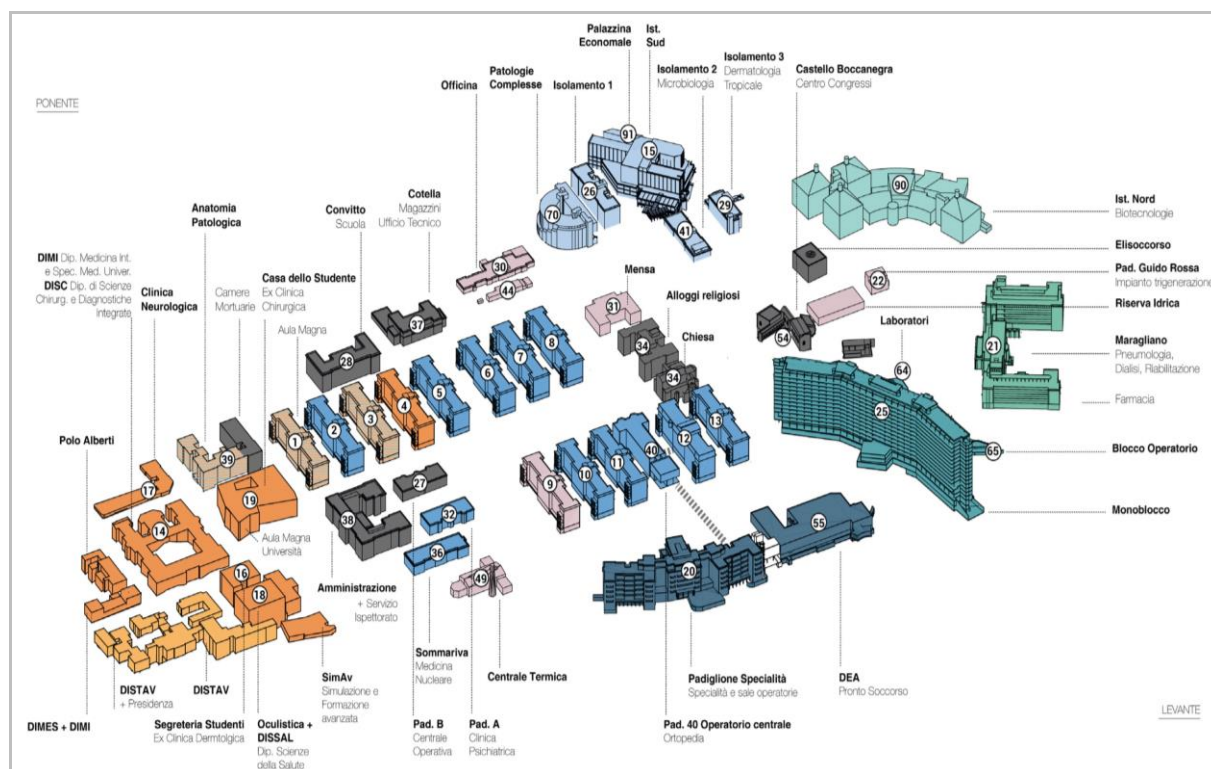 PONENTE
Palazzina
Economale
Ist.
Sud
Officina
Patologie
Complesse
Isolamento 1
Isolamento 2
Microbiologia
Isolamento 3
Dermatologia
Tropicale
Castello Boccanegra
Centro Congressi
91
15
26
70
41
29
90
Ist. Nord
Biotecnologie
Elisoccorso
Pad. Guido Rossa
Impianto trigenerazione
Riserva Idrica
Maragliano
Pneumologia,
Dialisi, Riabilitazione
Farmacia
Blocco Operatorio
Monoblocco
22
21
54
Laboratori
64
25
65
Cotella
Magazzini
Ufficio Tecnico
Convitto
Scuola
Anatomia
Patologica
DIMI Dip. Medicina Int.
e Spec. Med. Univer.
DISC Dip. di Scienze
Chirurg. e Diagnostiche
Integrate
Clinica
Neurologica
Camere
Mortuarie
Casa dello Studente
Ex Clinica
Chirurgica
Aula Magna
30
44
37
28
Mensa
31
Alloggi religiosi
34
Chiesa
34
8
7
6
5
4
3
2
1
13
12
40
11
10
9
Polo Alberti
39
17
19
14
Aula Magna
Università
16
18
27
38
32
36
49
55
20
Amministrazione
+ Servizio
Ispettorato
Sommariva
Medicina
Nucleare
Centrale Termica
Padiglione Specialità
Specialità e sale operatorie
DEA
Pronto Soccorso
DISTAV
+ Presidenza
DISTAV
SimAv
Simulazione e
Formazione
avanzata
DIMES + DIMI
Segreteria Studenti
Ex Clinica Dermtolgica
Oculistica +
DISSAL
Dip. Scienze
della Salute
Pad. B
Centrale
Operativa
Pad. A
Clinica
Psichiatrica
Pad. 40 Operatorio centrale
Ortopedia
LEVANTE